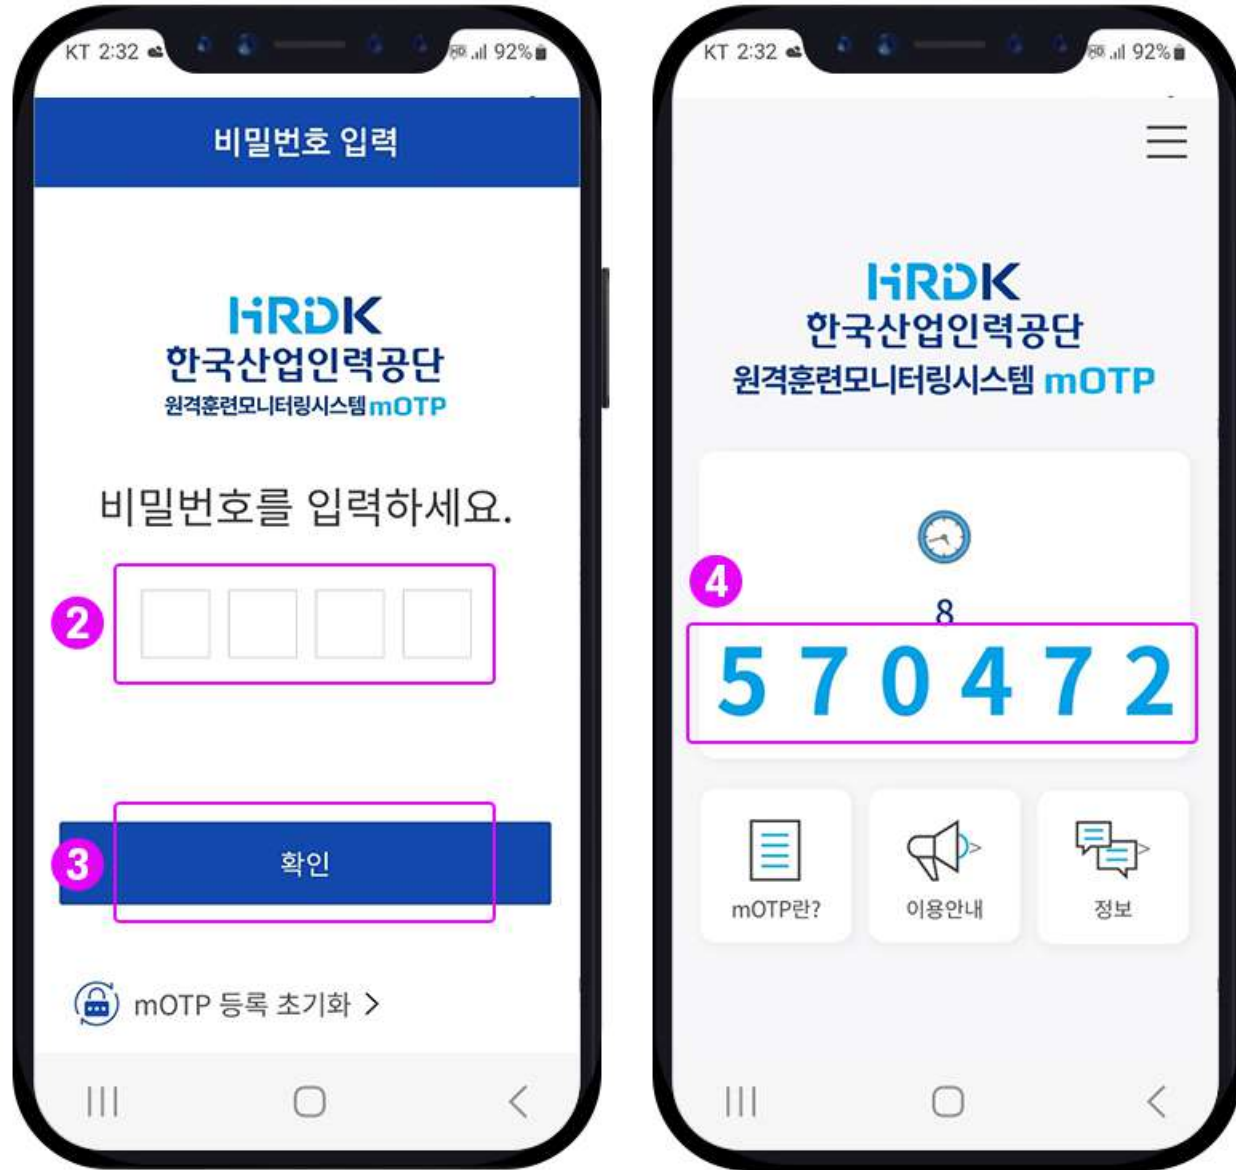 KT 2:32
92%
비밀번호 입력
HRDK
한국산업인력공단
원격훈련모니터링시스템 mOTP
비밀번호를 입력하세요.
2
3
확인
mOTP 등록 초기화 >
KT 2:32
92%
HRDK
한국산업인력공단
원격훈련모니터링시스템 mOTP
4
8
5 7 0 4 7 2
mOTP란?
이용안내
정보